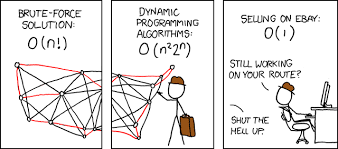 BRUTE-FORCE
SOLUTION:
O(n!)
DYNAMIC
PROGRAMMING
ALGORITHMS:
O(n²2ⁿ)
SELLING ON EBAY:
O(1)
STILL WORKING
ON YOUR ROUTE?
SHUT THE
HELL UP.